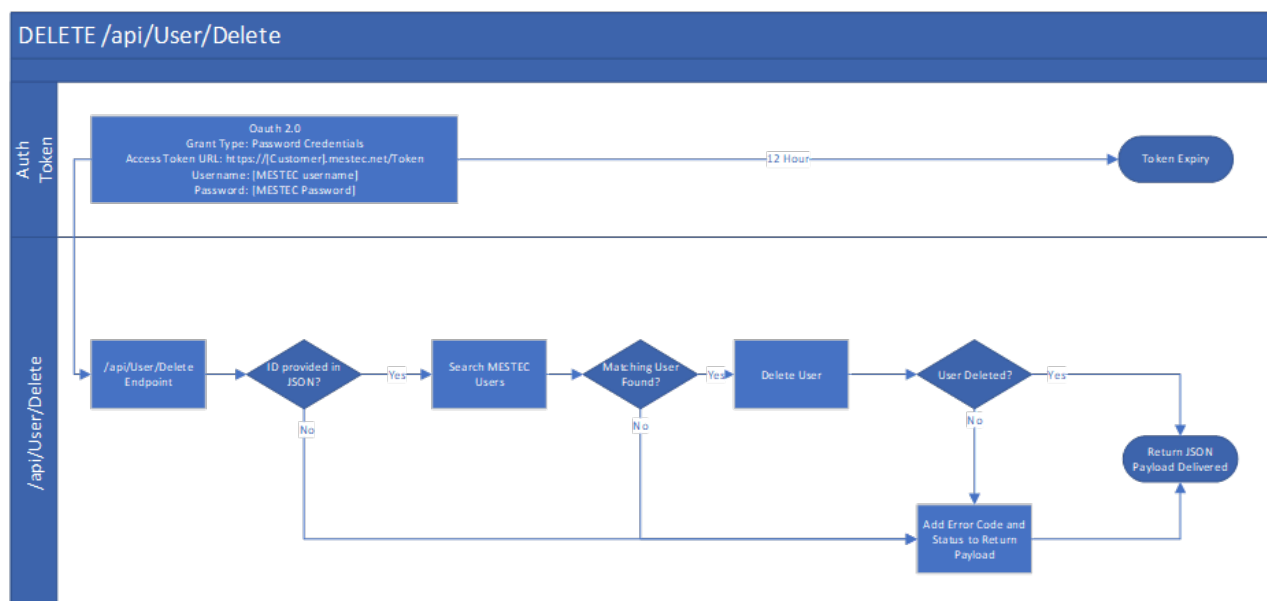 DELETE /api/User/Delete
Auth
Token
Oauth 2.0
Grant Type: Password Credentials
Access Token URL: https://[Customer].mestec.net/Token
Username: [MESTEC username]
Password: [MESTEC Password]
12 Hour
Token Expiry
/api/User/Delete
/api/User/Delete
Endpoint
ID provided in
JSON?
Yes
No
Search MESTEC
Users
Matching User
Found?
Yes
No
Delete User
User Deleted?
Yes
No
Return JSON
Payload Delivered
Add Error Code and
Status to Return
Payload